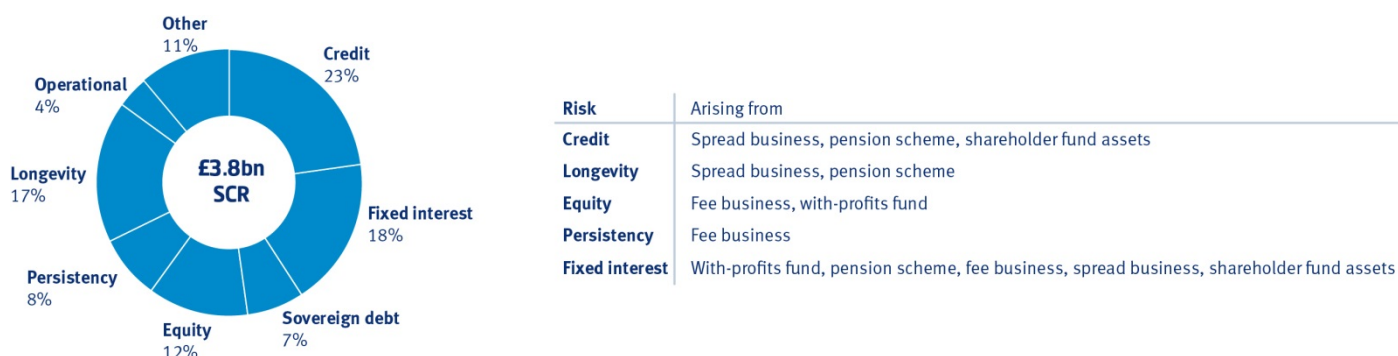 Other
11%
Credit
23%
Operational
4%
Longevity
17%
£3.8bn
SCR
Fixed interest
18%
Persistency
8%
Equity
12%
Sovereign debt
7%
Risk Arising from
Credit Spread business, pension scheme, shareholder fund assets
Longevity Spread business, pension scheme
Equity Fee business, with-profits fund
Persistency Fee business
Fixed interest With-profits fund, pension scheme, fee business, spread business, shareholder fund assets